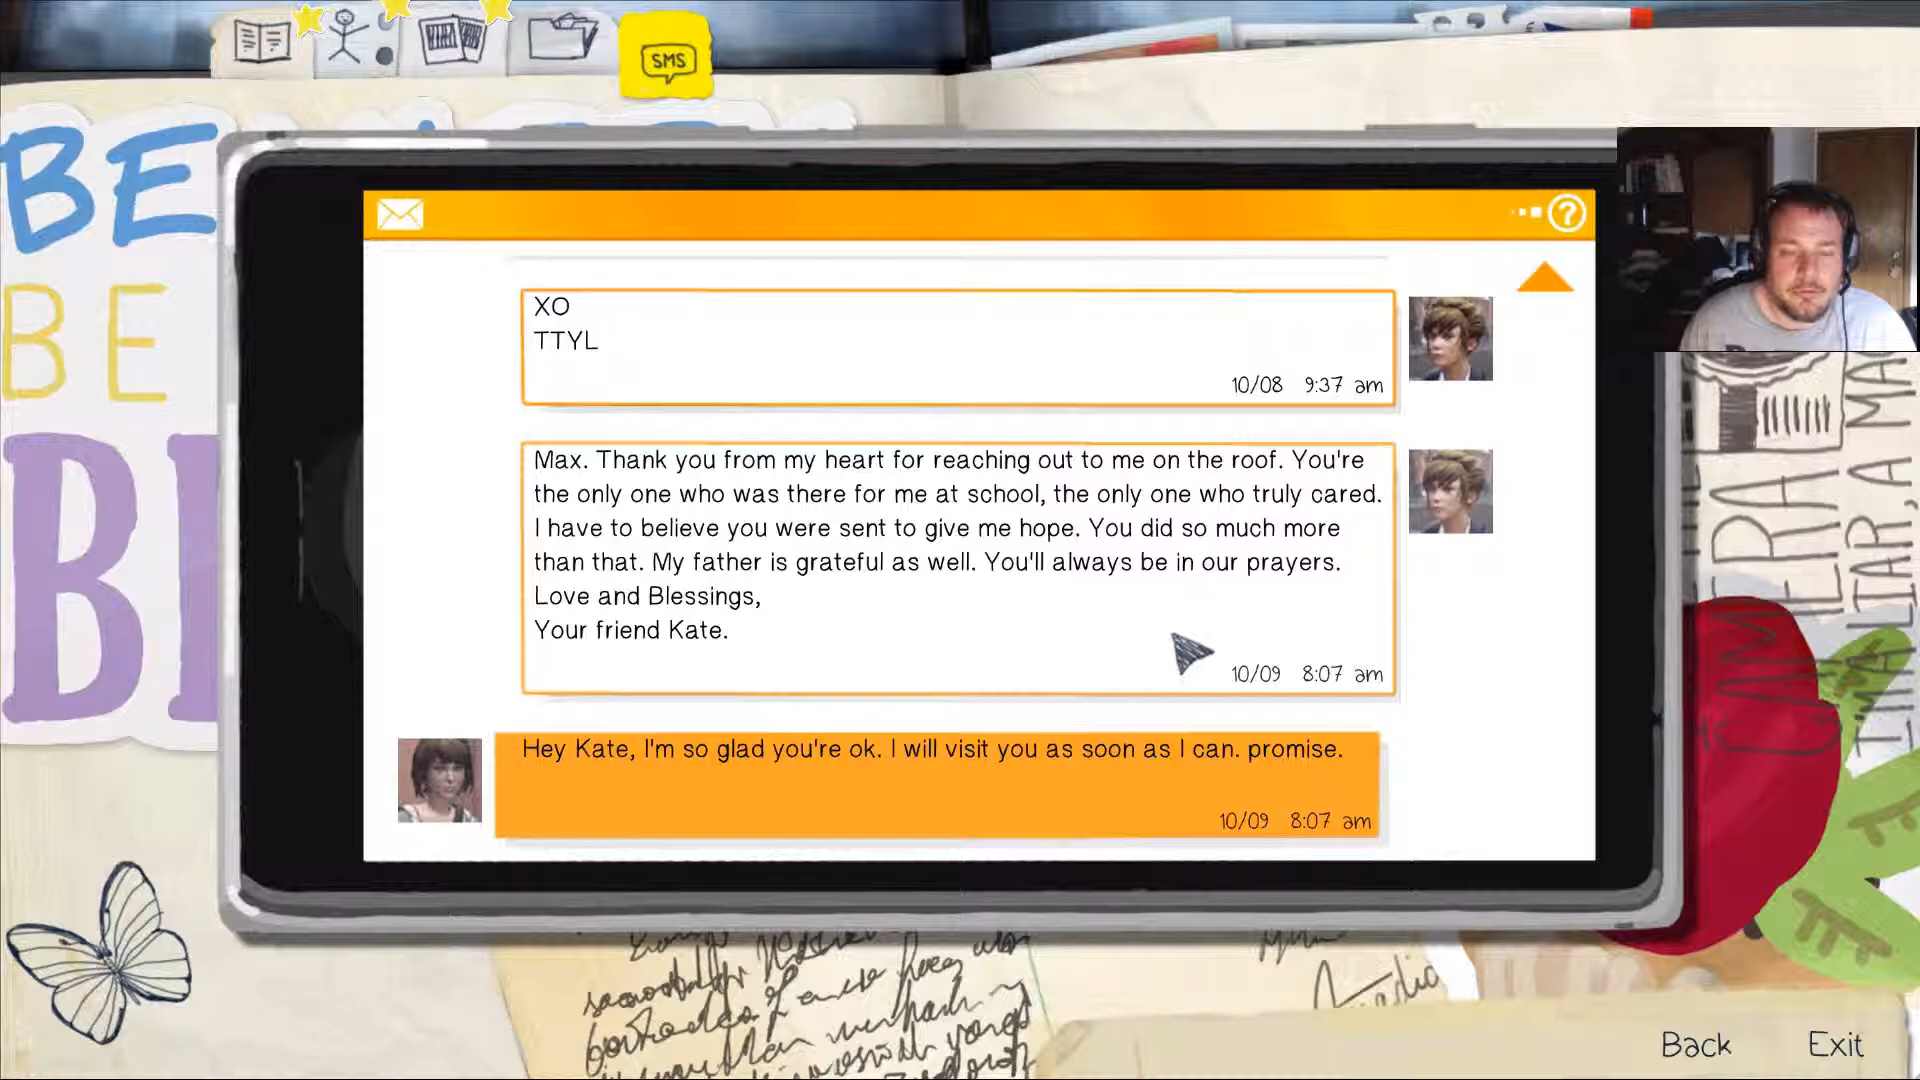 SMS
BE
BE
XO
TTYL
10/08 9:37 am
Max. Thank you from my heart for reaching out to me on the roof. You're
the only one who was there for me at school, the only one who truly cared.
I have to believe you were sent to give me hope. You did so much more
than that. My father is grateful as well. You'll always be in our prayers.
Love and Blessings,
Your friend Kate.
10/09 8:07 am
Hey Kate, I'm so glad you're ok. I will visit you as soon as I can. promise.
10/09 8:07 am
Back
Exit